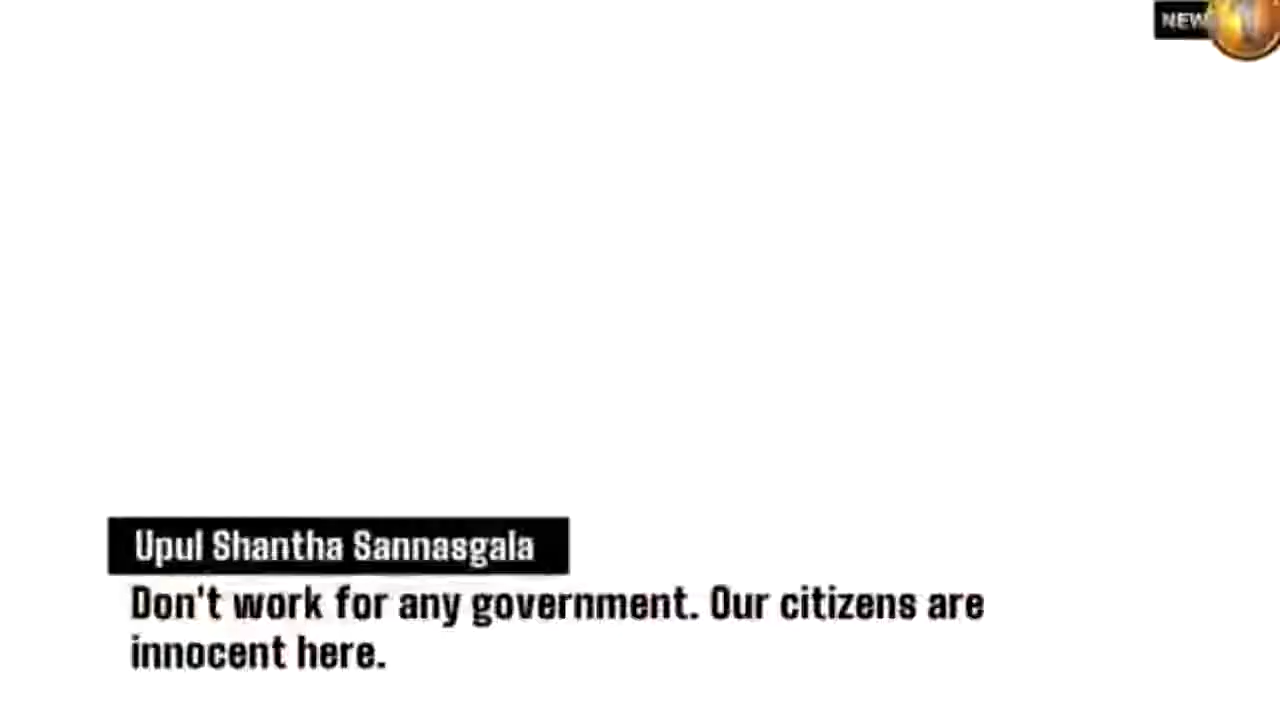 NEW
Upul Shantha Sannasgala
Don't work for any government. Our citizens are
innocent here.